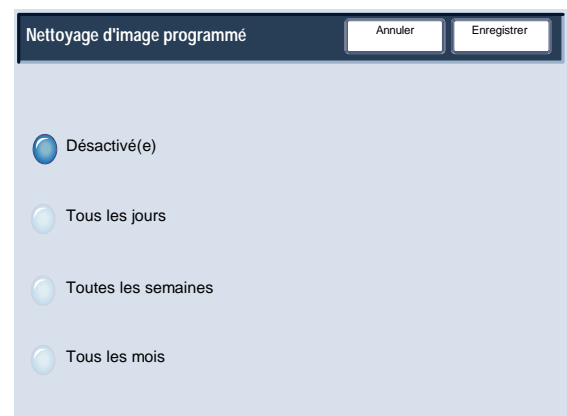 Nettoyage d'image programmé
Annuler
Enregistrer
Désactivé(e)
Tous les jours
Toutes les semaines
Tous les mois